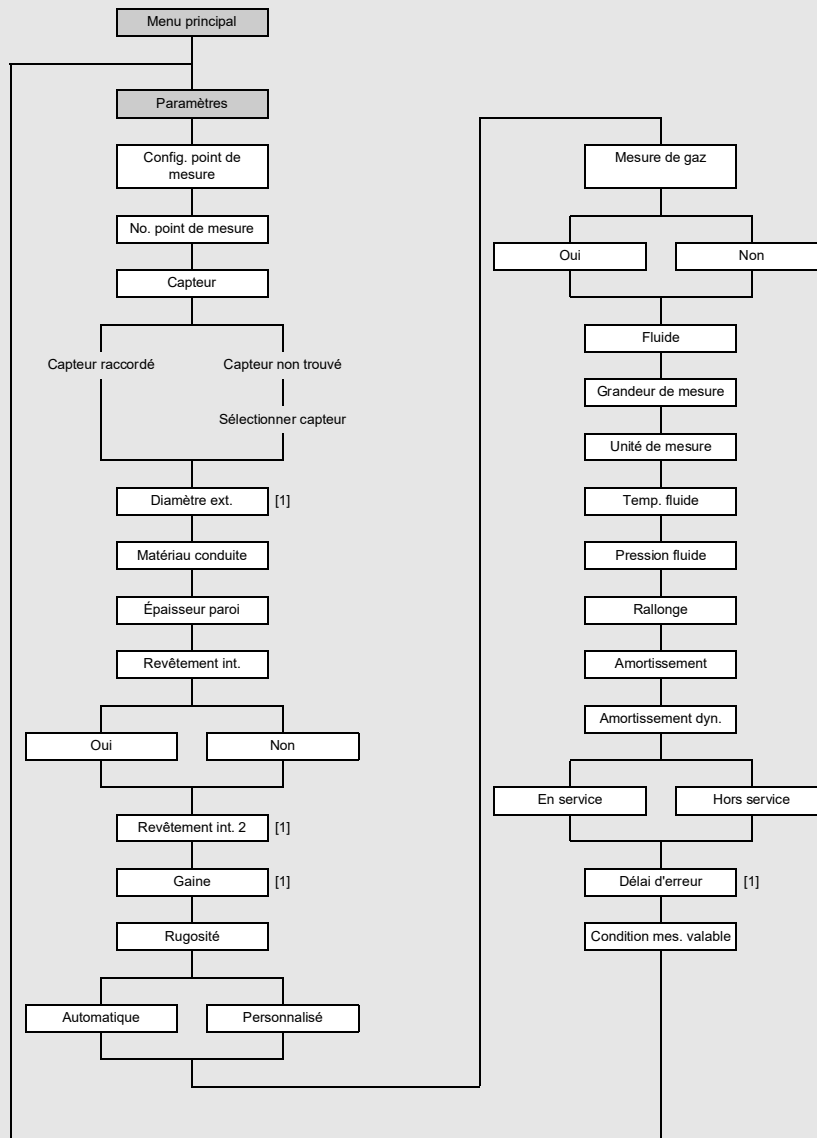 Menu principal
Paramètres
Config. point de
mesure
No. point de mesure
Capteur
Capteur raccordé
Capteur non trouvé
Sélectionner capteur
Diamètre ext.
[1]
Matériau conduite
Épaisseur paroi
Revêtement int.
Oui
Non
Revêtement int. 2
[1]
Gaine
[1]
Rugosité
Automatique
Personnalisé
Mesure de gaz
Oui
Non
Fluide
Grandeur de mesure
Unité de mesure
Temp. fluide
Pression fluide
Rallonge
Amortissement
Amortissement dyn.
En service
Hors service
Délai d'erreur
[1]
Condition mes. valable